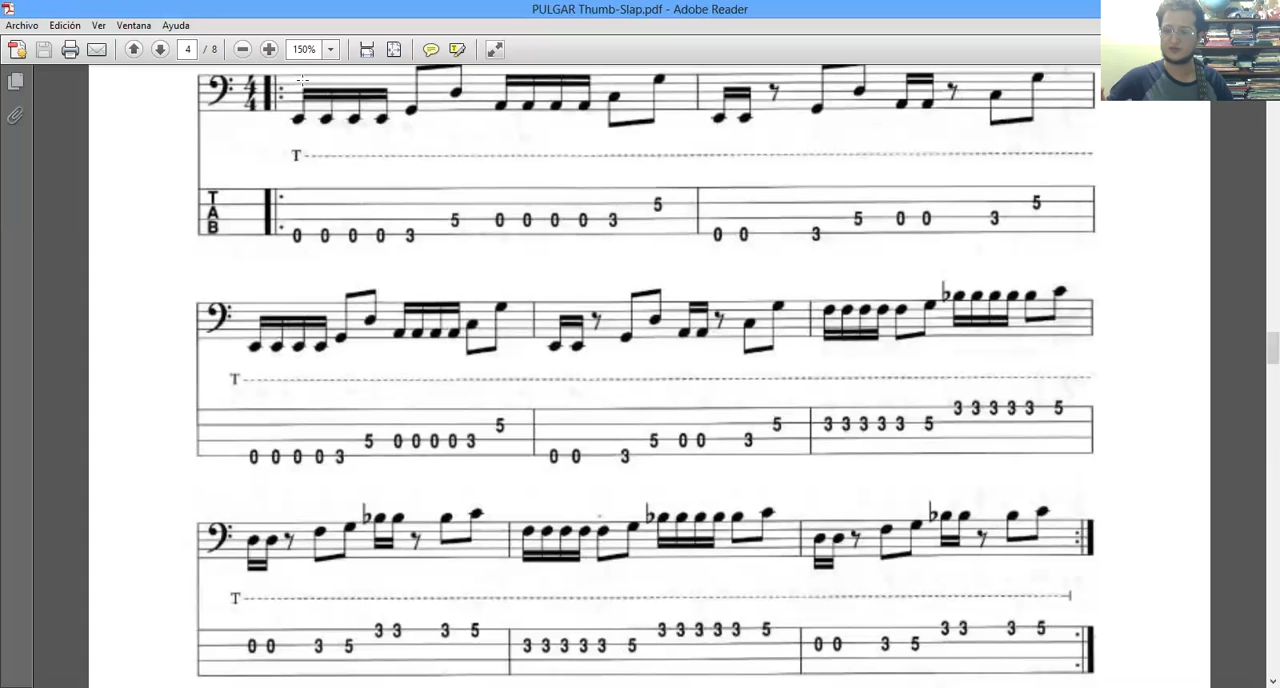 PULGAR Thumb-Slap.pdf - Adobe Reader
Archivo Edición Ver Ventana Ayuda
4 / 8 150%
4
4
T
T
A
B
0 0 0 0 3 5 0 0 0 0 3 5 0 0 3 5 0 0 3 5
T
0 0 0 0 3 5 0 0 0 0 3 5 0 0 3 5 0 0 3 5 3 3 3 3 3 5 3 3 3 3 3 5
T
0 0 3 5 3 3 3 5 3 3 3 3 3 5 3 3 3 3 3 5 0 0 3 5 3 3 3 5